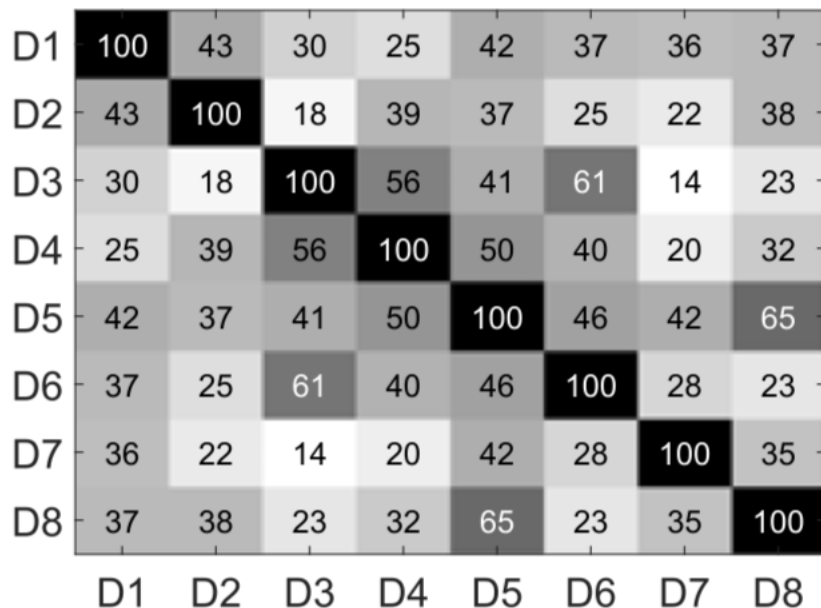 D1 100 43 30 25 42 37 36 37
D2 43 100 18 39 37 25 22 38
D3 30 18 100 56 41 61 14 23
D4 25 39 56 100 50 40 20 32
D5 42 37 41 50 100 46 42 65
D6 37 25 61 40 46 100 28 23
D7 36 22 14 20 42 28 100 35
D8 37 38 23 32 65 23 35 100
D1 D2 D3 D4 D5 D6 D7 D8